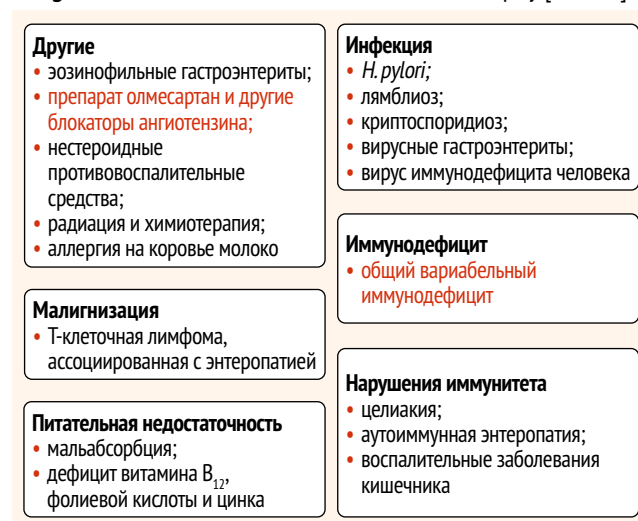 Другие
• эозинофильные гастроэнтериты;
• препарат олмесартан и другие
блокаторы ангиотензина;
• нестероидные
противовоспалительные
средства;
• радиация и химиотерапия;
• аллергия на коровье молоко
Малигнизация
• Т-клеточная лимфома,
ассоциированная с энтеропатией
Питательная недостаточность
• мальабсорбция;
• дефицит витамина B₁₂,
фолиевой кислоты и цинка
Инфекция
• H. pylori;
• лямблиоз;
• криптоспоридиоз;
• вирусные гастроэнтериты;
• вирус иммунодефицита человека
Иммунодефицит
• общий вариабельный
иммунодефицит
Нарушения иммунитета
• целиакия;
• аутоиммунная энтеропатия;
• воспалительные заболевания
кишечника